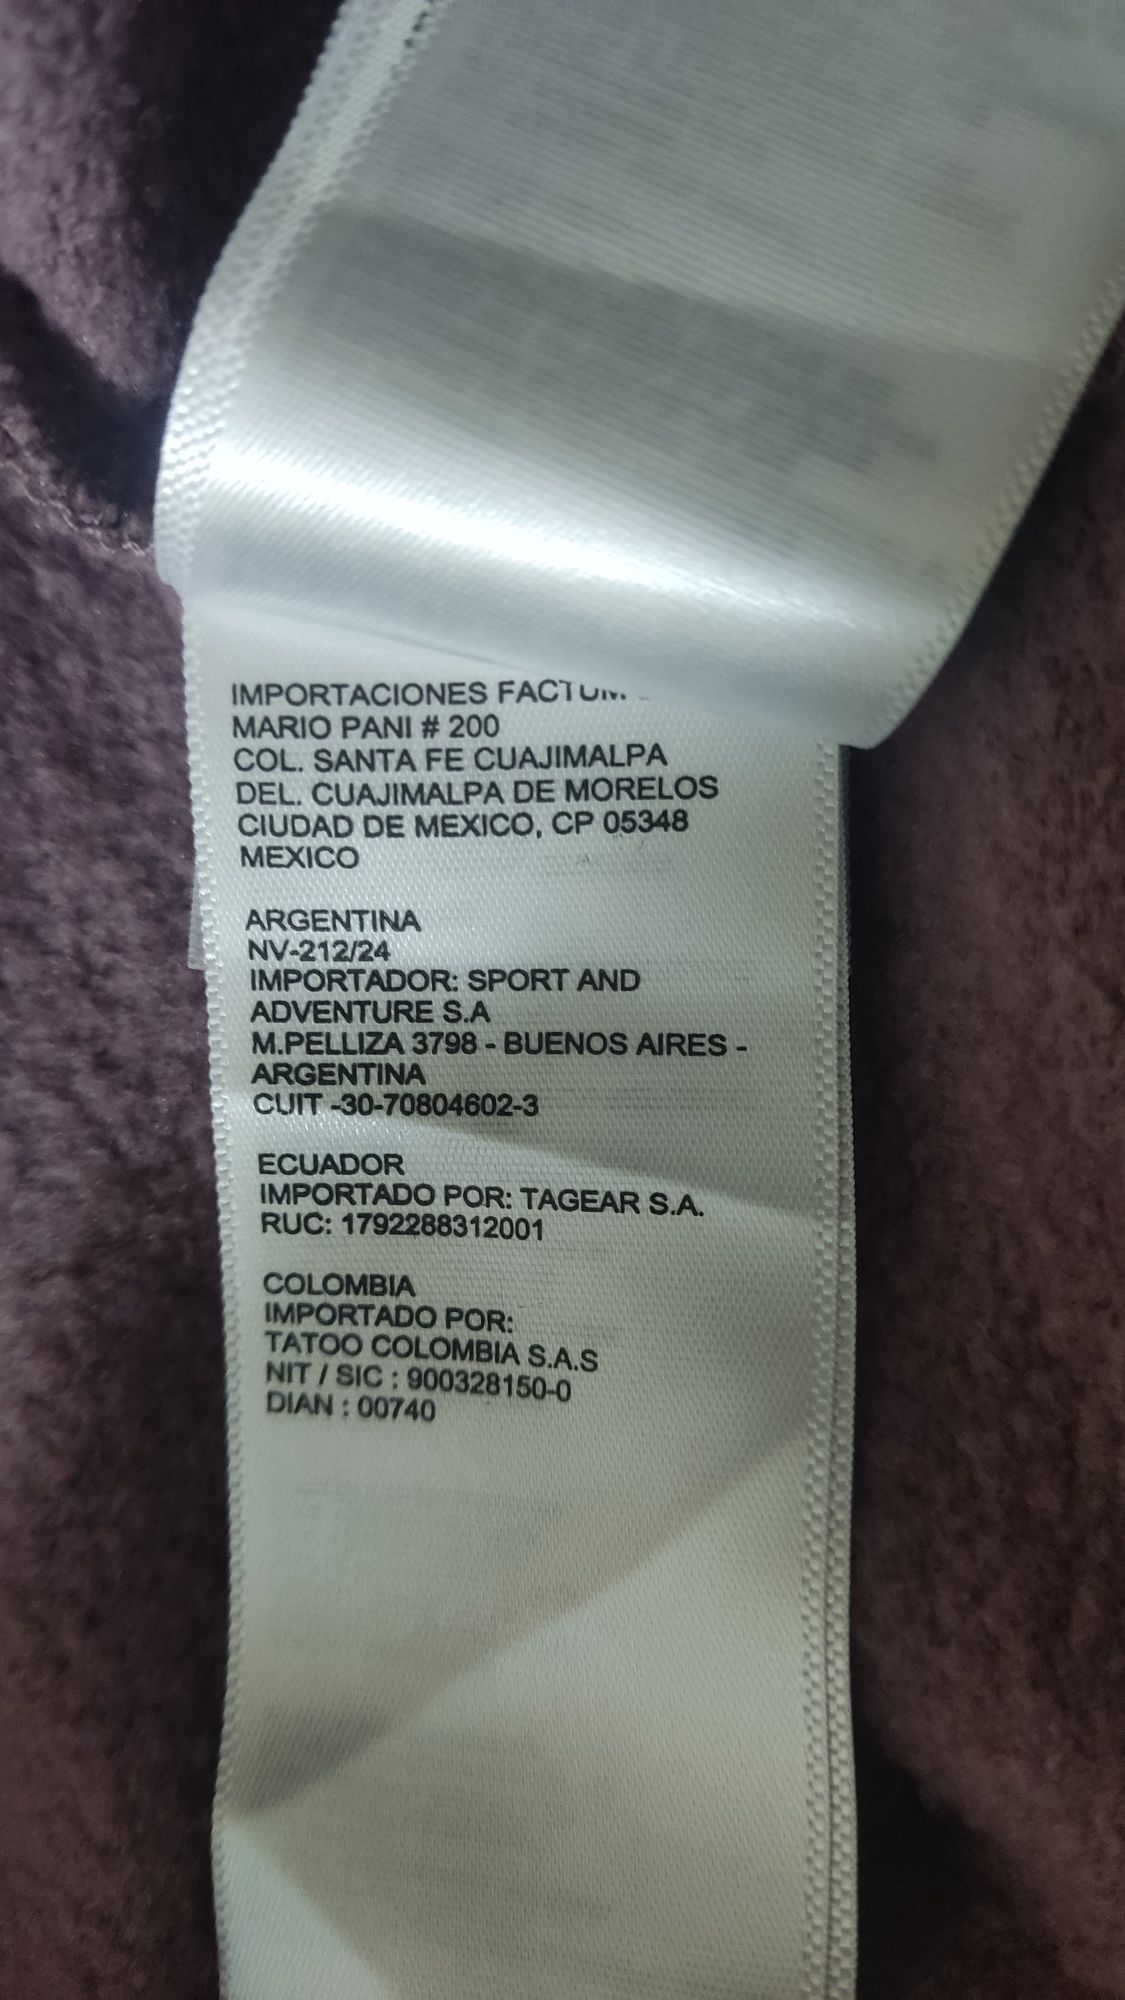 IMPORTACIONES
MARIO PANI # 200
COL. SANTA FE CUAJIMALPA
DEL. CUAJIMALPA DE MORELOS
CIUDAD DE MEXICO, CP 05348
MEXICO
ARGENTINA
NV-212/24
IMPORTADOR: SPORT AND
ADVENTURE S.A
M.PELLIZA 3798 - BUENOS AIRES -
ARGENTINA
CUIT -30-70804602-3
ECUADOR
IMPORTADO POR: TAGEAR S.A.
RUC: 1792288312001
COLOMBIA
IMPORTADO POR:
TATOO COLOMBIA S.A.S
NIT / SIC : 900328150-0
DIAN : 00740